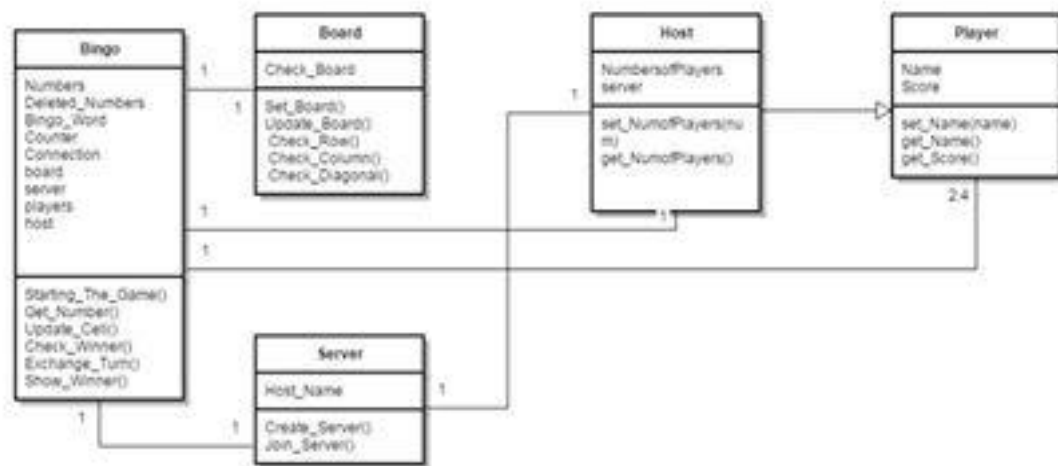 Bingo
Numbers
Deleted_Numbers
Bingo_Word
Counter
Connection
board
server
players
host
Starting_The_Game()
Get_Number()
Update_Cell()
Check_Winner()
Exchange_Turn()
Show_Winner()
Board
Check_Board
Set_Board()
Update_Board()
Check_Row()
Check_Column()
Check_Diagonal()
Host
NumbersofPlayers
server
set_NumofPlayers(nu
m)
get_NumofPlayers()
Player
Name
Score
set_Name(name)
get_Name()
get_Score()
Server
Host_Name
Create_Server()
Join_Server()
1
1
1
1
1
1
2.4
1
1
1